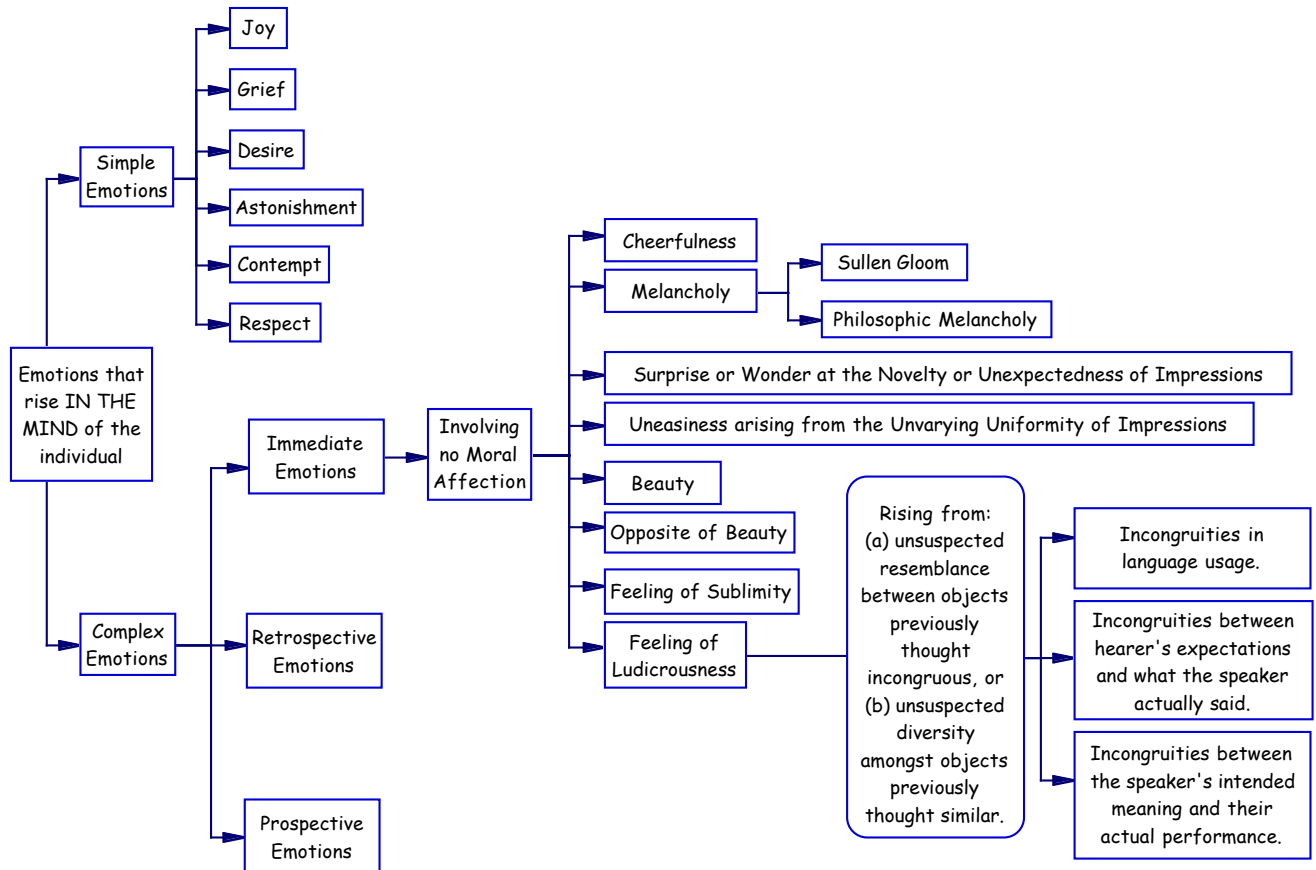 Joy
Grief
Desire
Astonishment
Contempt
Respect
Simple
Emotions
Emotions that
rise IN THE
MIND of the
individual
Complex
Emotions
Immediate
Emotions
Retrospective
Emotions
Prospective
Emotions
Involving
no Moral
Affection
Cheerfulness
Melancholy
Sullen Gloom
Philosophic Melancholy
Surprise or Wonder at the Novelty or Unexpectedness of Impressions
Uneasiness arising from the Unvarying Uniformity of Impressions
Beauty
Opposite of Beauty
Feeling of Sublimity
Feeling of
Ludicrousness
Rising from:
(a) unsuspected
resemblance
between objects
previously
thought
incongruous, or
(b) unsuspected
diversity
amongst objects
previously
thought similar.
Incongruities in
language usage.
Incongruities between
hearer's expectations
and what the speaker
actually said.
Incongruities between
the speaker's intended
meaning and their
actual performance.